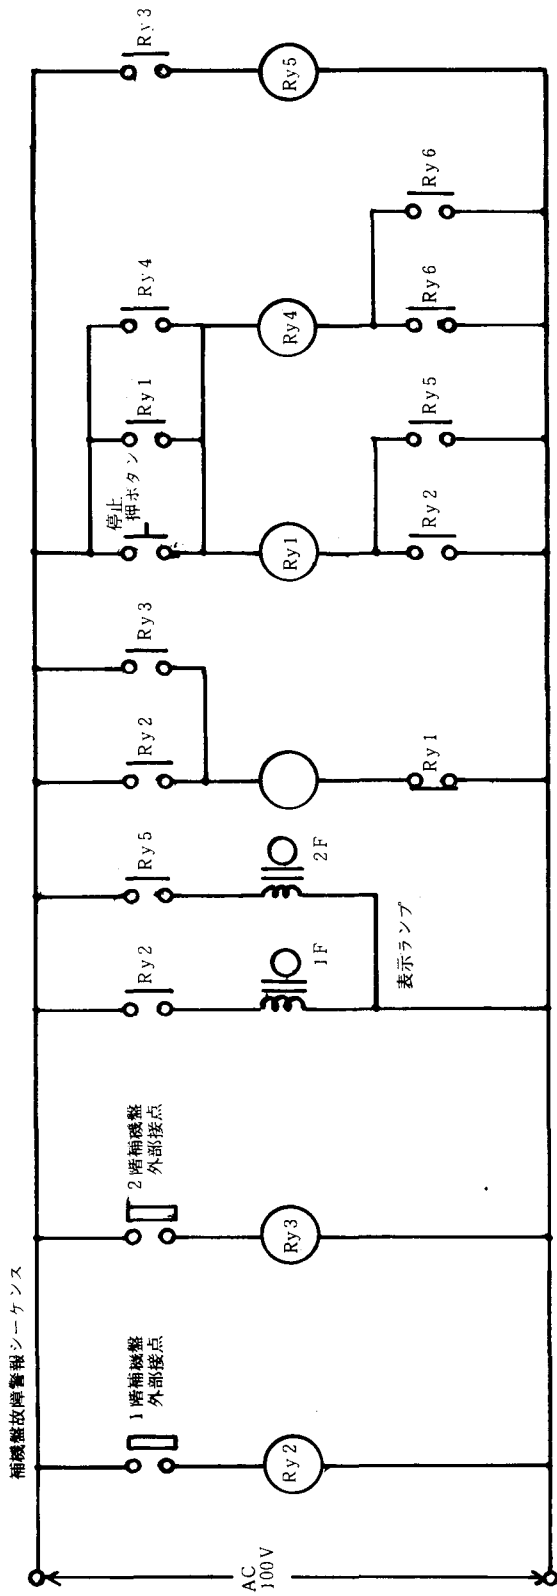 補機盤故障警報シーケンス
AC
100V
1階補機盤
外部接点
Ry2
2階補機盤
外部接点
Ry3
Ry2
1F
Ry5
2F
表示ランプ
Ry2
Ry3
Ry1
停止
押ボタン
Ry1
Ry4
Ry1
Ry4
Ry2
Ry5
Ry6
Ry6
Ry3
Ry5